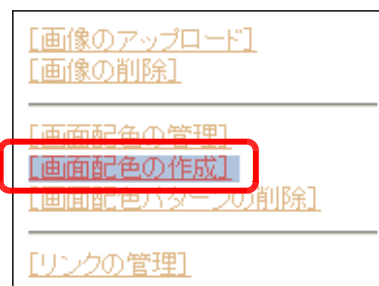 [画像のアップロード]
[画像の削除]
[画面配色の管理]
[画面配色の作成]
[画面配色パターンの削除]
[リンクの管理]